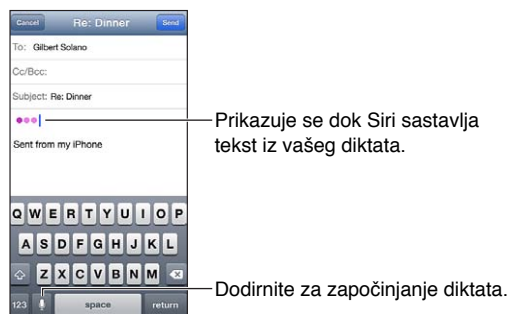 Cancel Re: Dinner Send
To: Gilbert Solano
Cc/Bcc:
Subject: Re: Dinner
Prikazuje se dok Siri sastavlja
tekst iz vašeg diktata.
Sent from my iPhone
Q W E R T Y U I O P
A S D F G H J K L
Z X C V B N M
Dodirnite za započinjanje diktata.
123 space return